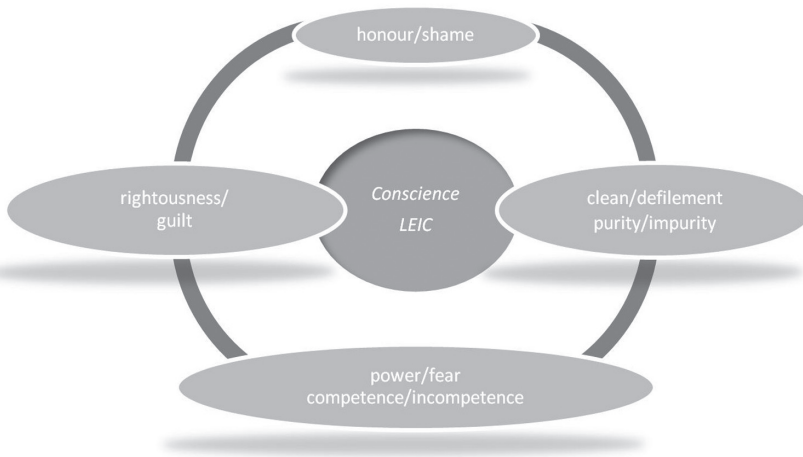 honour/shame
rightousness/
guilt
Conscience
LEIC
clean/defilement
purity/impurity
power/fear
competence/incompetence